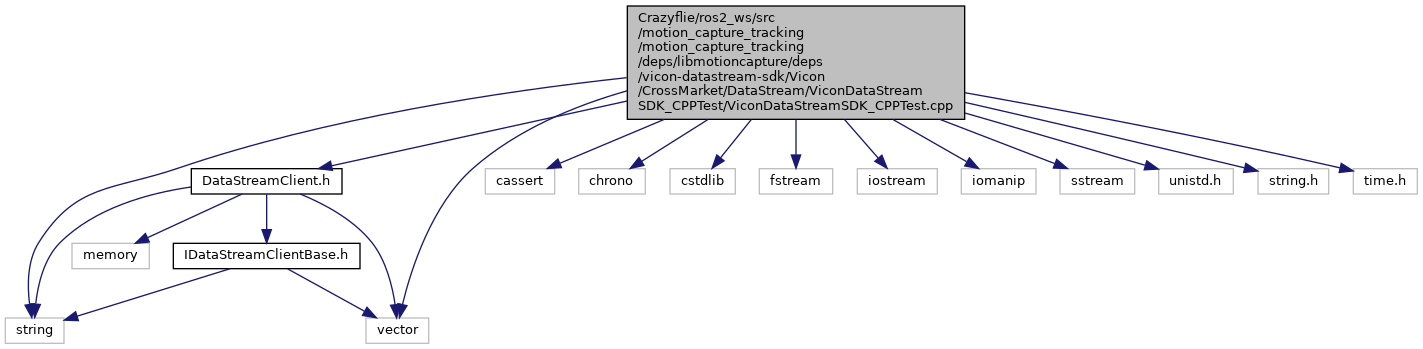 Crazyflie/ros2_ws/src
/motion_capture_tracking
/motion_capture_tracking
/deps/libmotioncapture/deps
/vicon-datastream-sdk/Vicon
/CrossMarket/DataStream/ViconDataStream
SDK_CPPTest/ViconDataStreamSDK_CPPTest.cpp
DataStreamClient.h
cassert
chrono
cstdlib
fstream
iostream
iomanip
sstream
unistd.h
string.h
time.h
memory
IDataStreamClientBase.h
string
vector